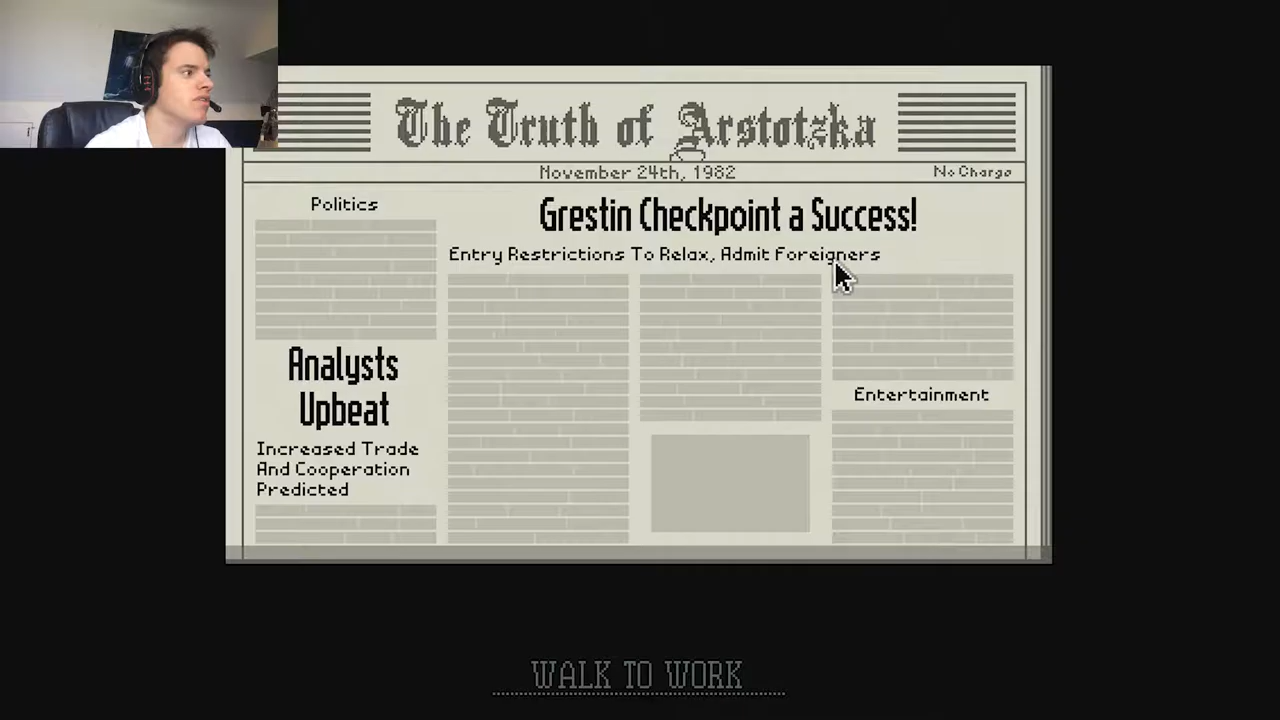 The Truth of Arstotzka
November 24th, 1982
No Charge
Politics
Analysts
Upbeat
Increased Trade
And Cooperation
Predicted
Grestin Checkpoint a Success!
Entry Restrictions To Relax, Admit Foreigners
Entertainment
WALK TO WORK